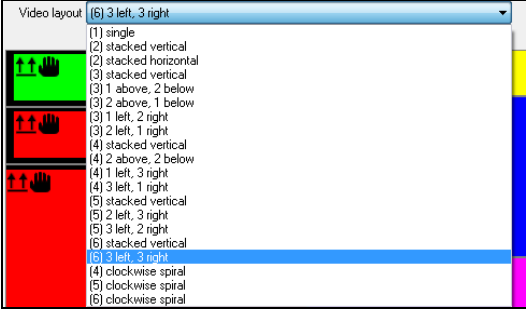 Video layout (6) 3 left, 3 right
(1) single
(2) stacked vertical
(2) stacked horizontal
(3) stacked vertical
(3) 1 above, 2 below
(3) 2 above, 1 below
(3) 1 left, 2 right
(3) 2 left, 1 right
(4) stacked vertical
(4) 2 above, 2 below
(4) 1 left, 3 right
(4) 3 left, 1 right
(5) stacked vertical
(5) 2 left, 3 right
(5) 3 left, 2 right
(6) stacked vertical
(6) 3 left, 3 right
(4) clockwise spiral
(5) clockwise spiral
(6) clockwise spiral